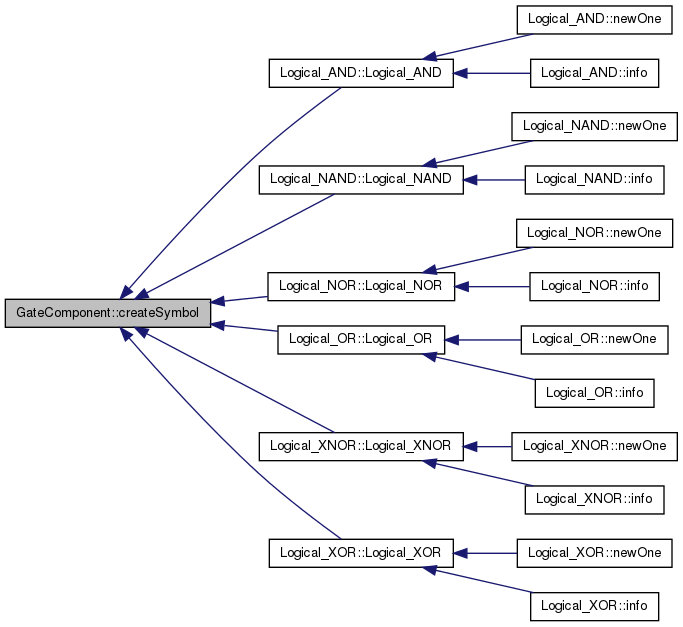 Logical_AND::newOne
Logical_AND::Logical_AND
Logical_AND::info
Logical_NAND::newOne
Logical_NAND::Logical_NAND
Logical_NAND::info
Logical_NOR::newOne
Logical_NOR::Logical_NOR
Logical_NOR::info
GateComponent::createSymbol
Logical_OR::Logical_OR
Logical_OR::newOne
Logical_OR::info
Logical_XNOR::Logical_XNOR
Logical_XNOR::newOne
Logical_XNOR::info
Logical_XOR::Logical_XOR
Logical_XOR::newOne
Logical_XOR::info